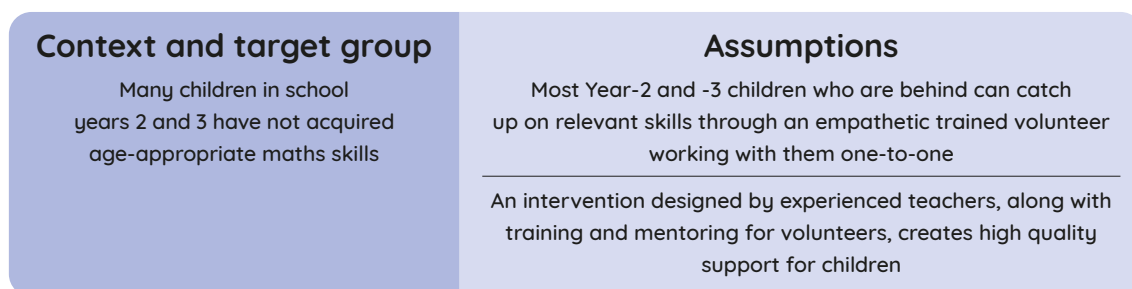 Context and target group
Many children in school
years 2 and 3 have not acquired
age-appropriate maths skills
Assumptions
Most Year-2 and -3 children who are behind can catch
up on relevant skills through an empathetic trained volunteer
working with them one-to-one
An intervention designed by experienced teachers, along with
training and mentoring for volunteers, creates high quality
support for children